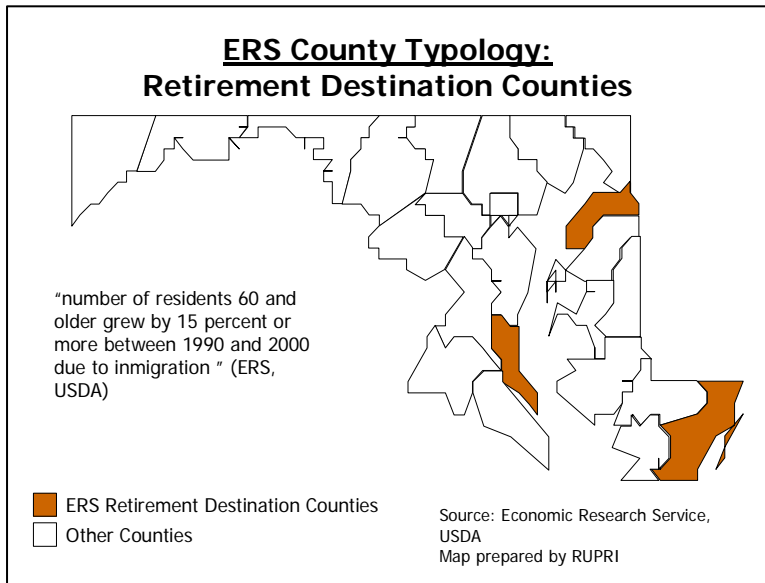 ERS County Typology:
Retirement Destination Counties
"number of residents 60 and
older grew by 15 percent or
more between 1990 and 2000
due to inmigration " (ERS,
USDA)
ERS Retirement Destination Counties
Other Counties
Source: Economic Research Service,
USDA
Map prepared by RUPRI